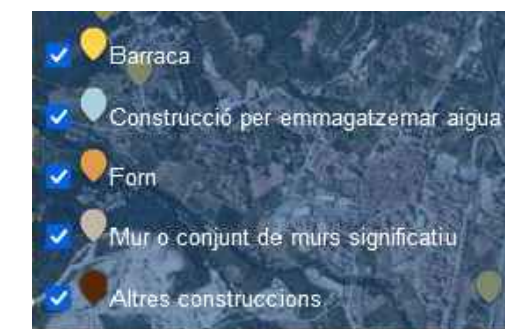 Barraca
Construcció per emmagatzemar aigua
Forn
Mur o conjunt de murs significatiu
Altres construccions